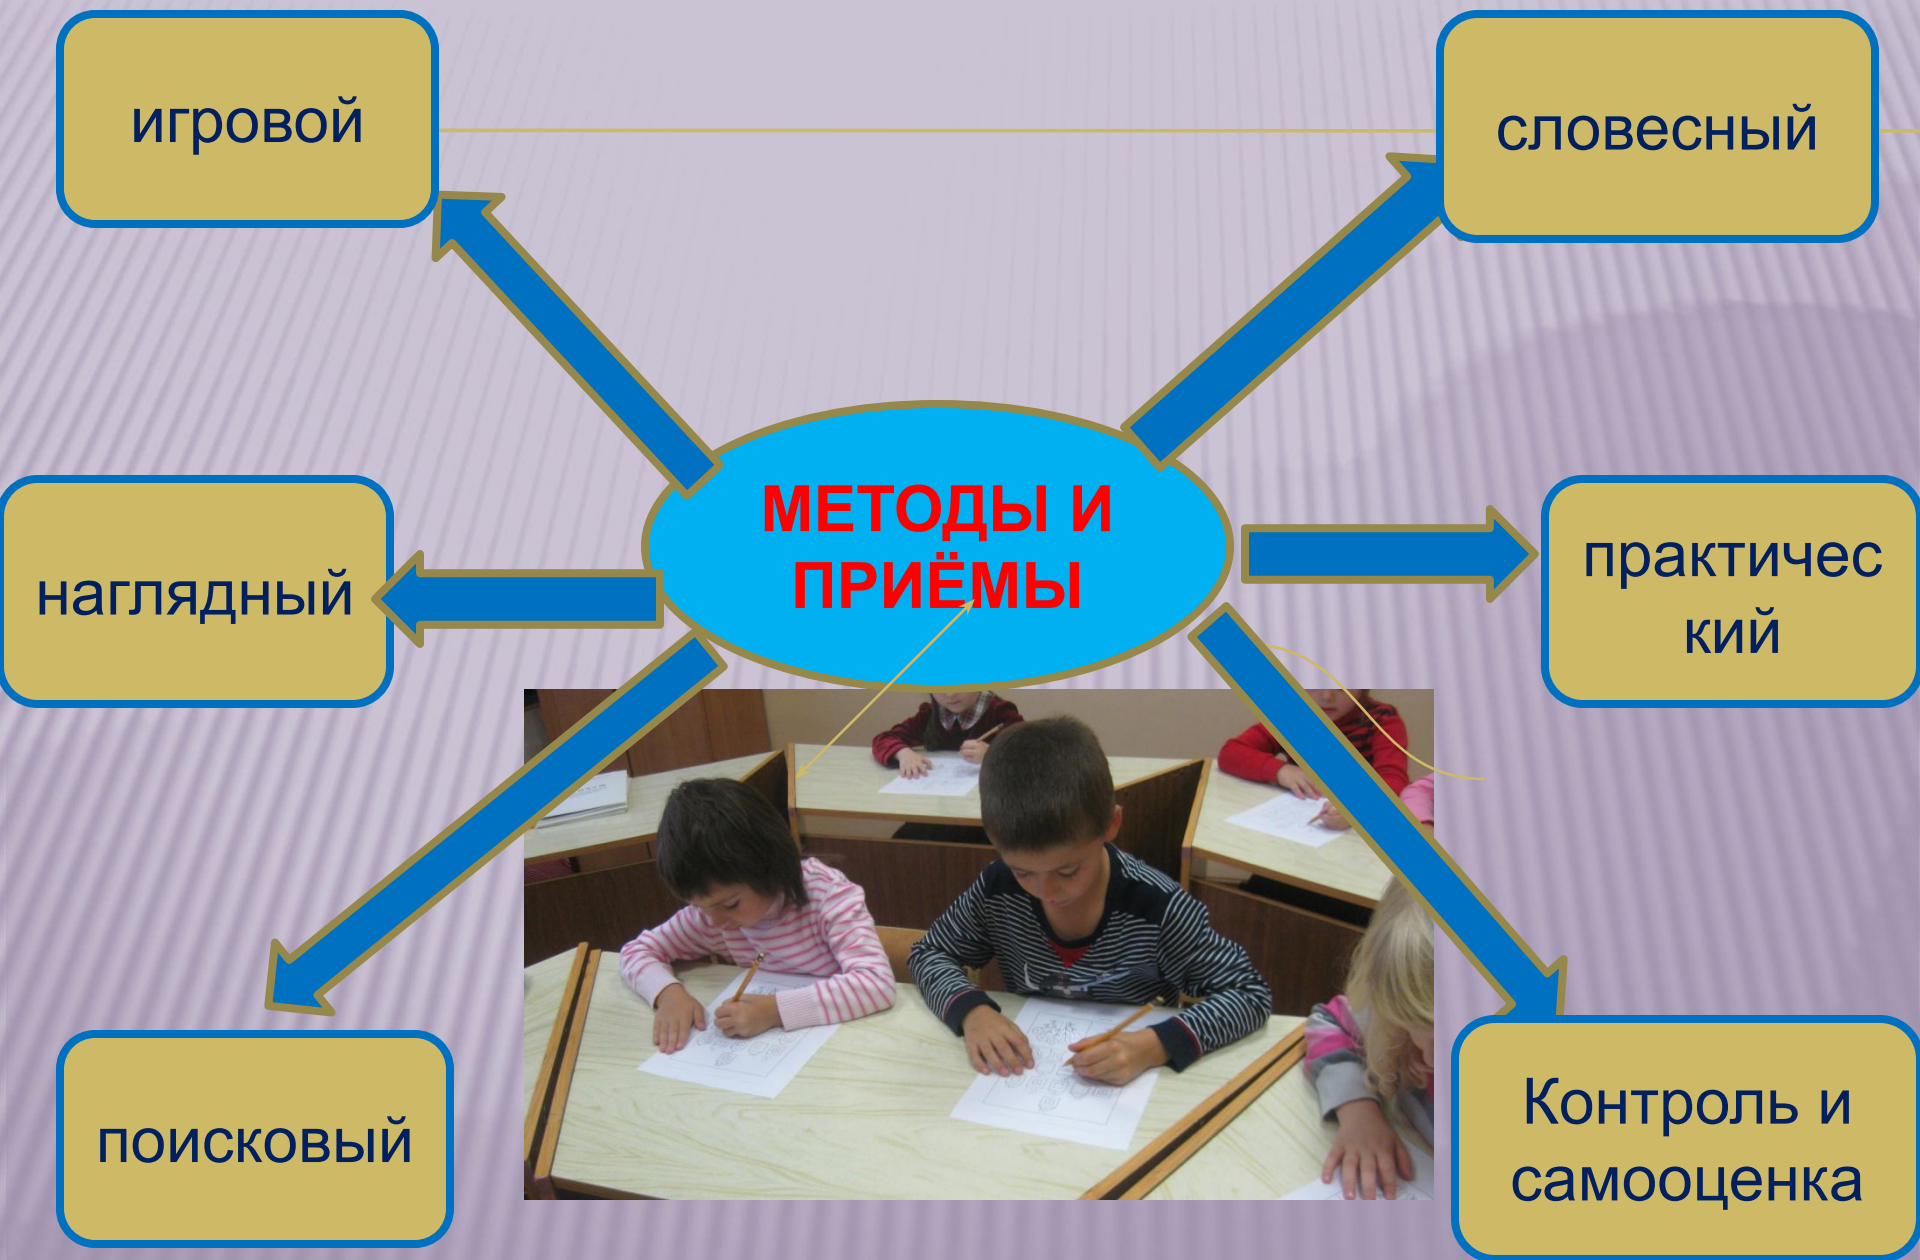 игровой
словесный
МЕТОДЫ И
ПРИЁМЫ
наглядный
практичес
кий
поисковый
Контроль и
самооценка